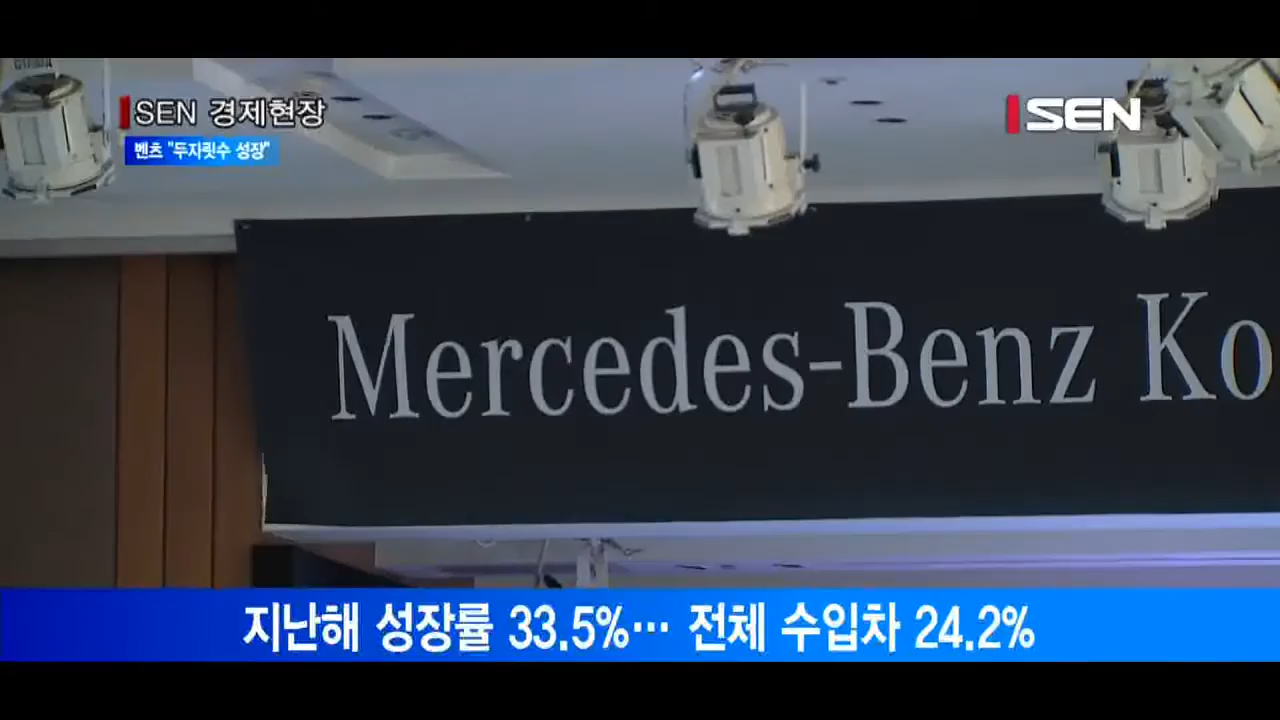 SEN 경제현장
벤츠 "두자릿수 성장"
SEN
Mercedes-Benz Ko
지난해 성장률 33.5%··· 전체 수입차 24.2%